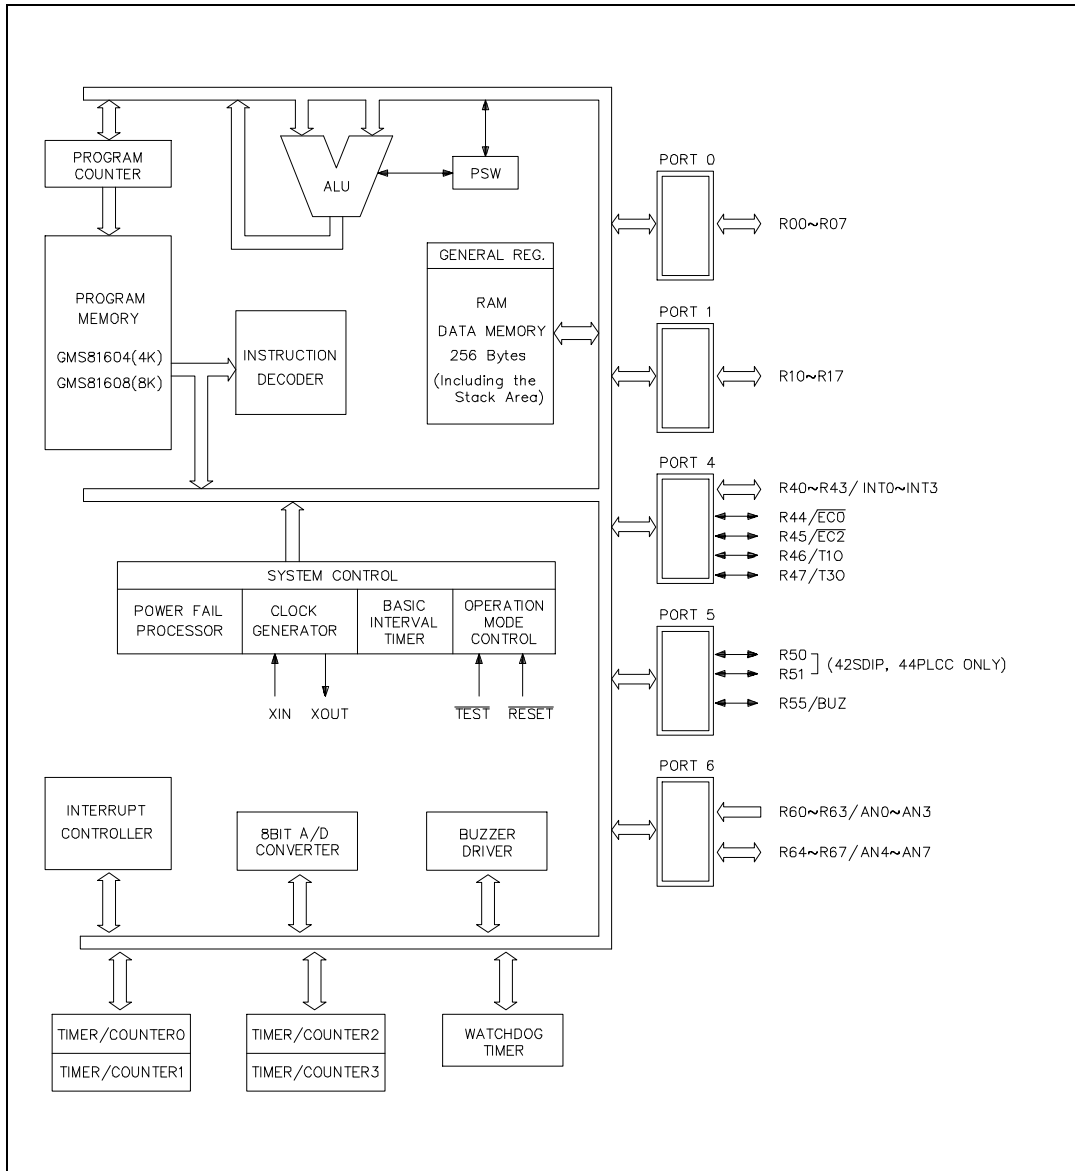 PROGRAM
COUNTER
ALU
PSW
PORT 0
R00~R07
PROGRAM
MEMORY
GMS81604(4K)
GMS81608(8K)
INSTRUCTION
DECODER
GENERAL REG.
RAM
DATA MEMORY
256 Bytes
(Including the
Stack Area)
PORT 1
R10~R17
PORT 4
R40~R43/ INT0~INT3
R44/EC0
R45/EC2
R46/T1O
R47/T3O
SYSTEM CONTROL
POWER FAIL
PROCESSOR
CLOCK
GENERATOR
BASIC
INTERVAL
TIMER
OPERATION
MODE
CONTROL
XIN
XOUT
TEST
RESET
PORT 5
R50
R51
(42SDIP, 44PLCC ONLY)
R55/BUZ
PORT 6
R60~R63/AN0~AN3
R64~R67/AN4~AN7
INTERRUPT
CONTROLLER
8BIT A/D
CONVERTER
BUZZER
DRIVER
TIMER/COUNTER0
TIMER/COUNTER1
TIMER/COUNTER2
TIMER/COUNTER3
WATCHDOG
TIMER